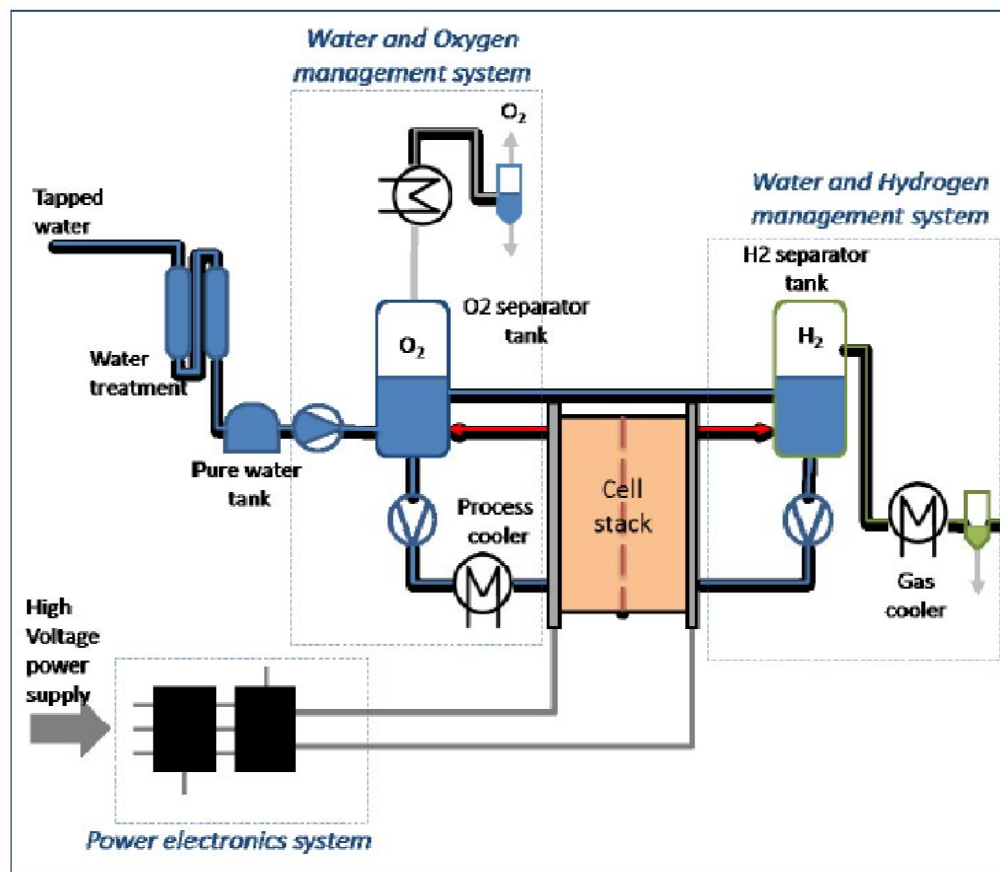 Water and Oxygen
management system
O₂
Tapped
water
Water and Hydrogen
management system
H2 separator
tank
O2 separator
tank
O₂
H₂
Water
treatment
Pure water
tank
Process
cooler
Cell
stack
Gas
cooler
High
Voltage
power
supply
Power electronics system